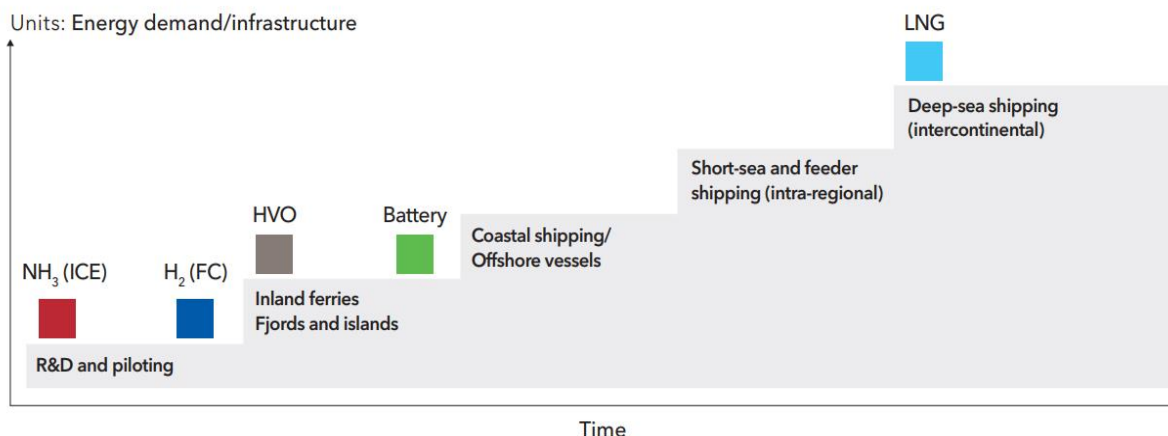 Units: Energy demand/infrastructure
LNG
Deep-sea shipping
(intercontinental)
Short-sea and feeder
shipping (intra-regional)
HVO
Battery
Coastal shipping/
Offshore vessels
NH₃ (ICE)
H₂ (FC)
Inland ferries
Fjords and islands
R&D and piloting
Time